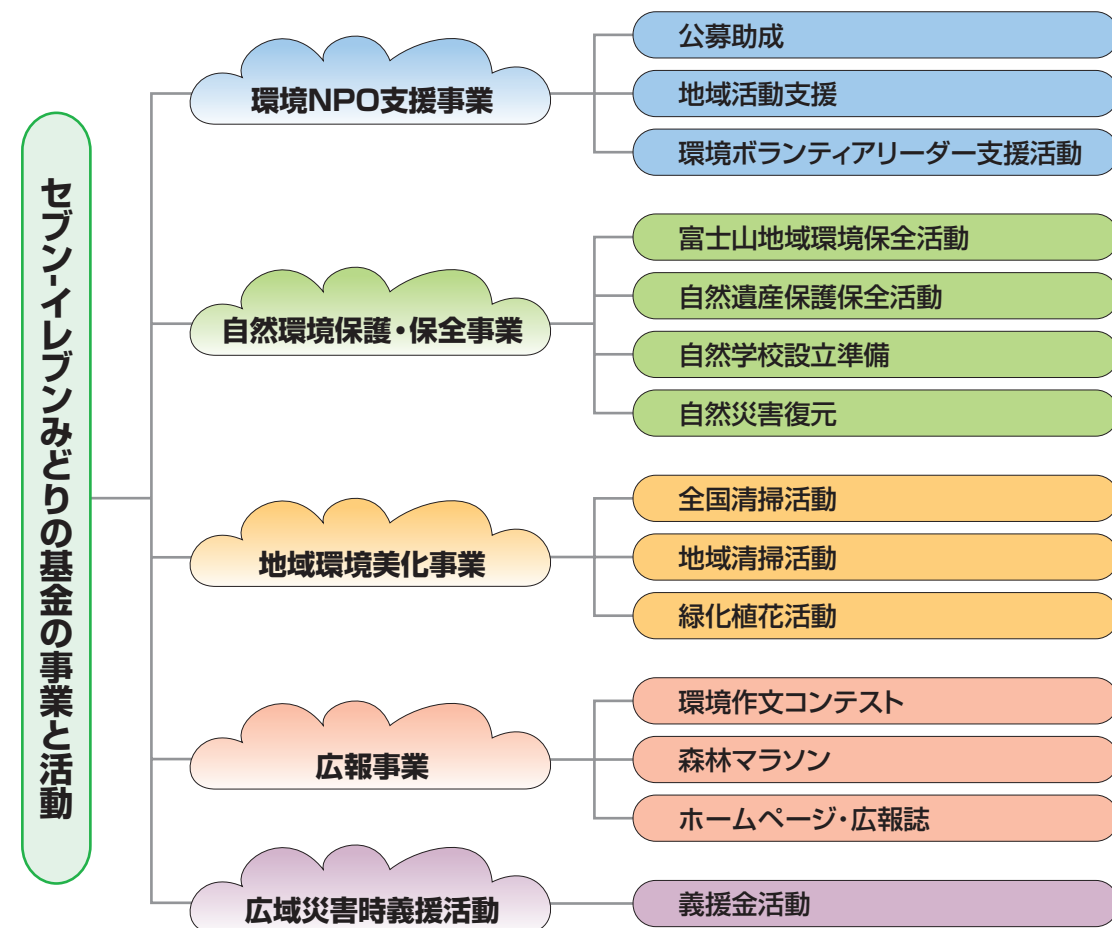 セブン-イレブンみどりの基金の事業と活動
環境NPO支援事業
公募助成
地域活動支援
環境ボランティアリーダー支援活動
自然環境保護・保全事業
富士山地域環境保全活動
自然遺産保護保全活動
自然学校設立準備
自然災害復元
地域環境美化事業
全国清掃活動
地域清掃活動
緑化植花活動
広報事業
環境作文コンテスト
森林マラソン
ホームページ・広報誌
広域災害時義援活動
義援金活動